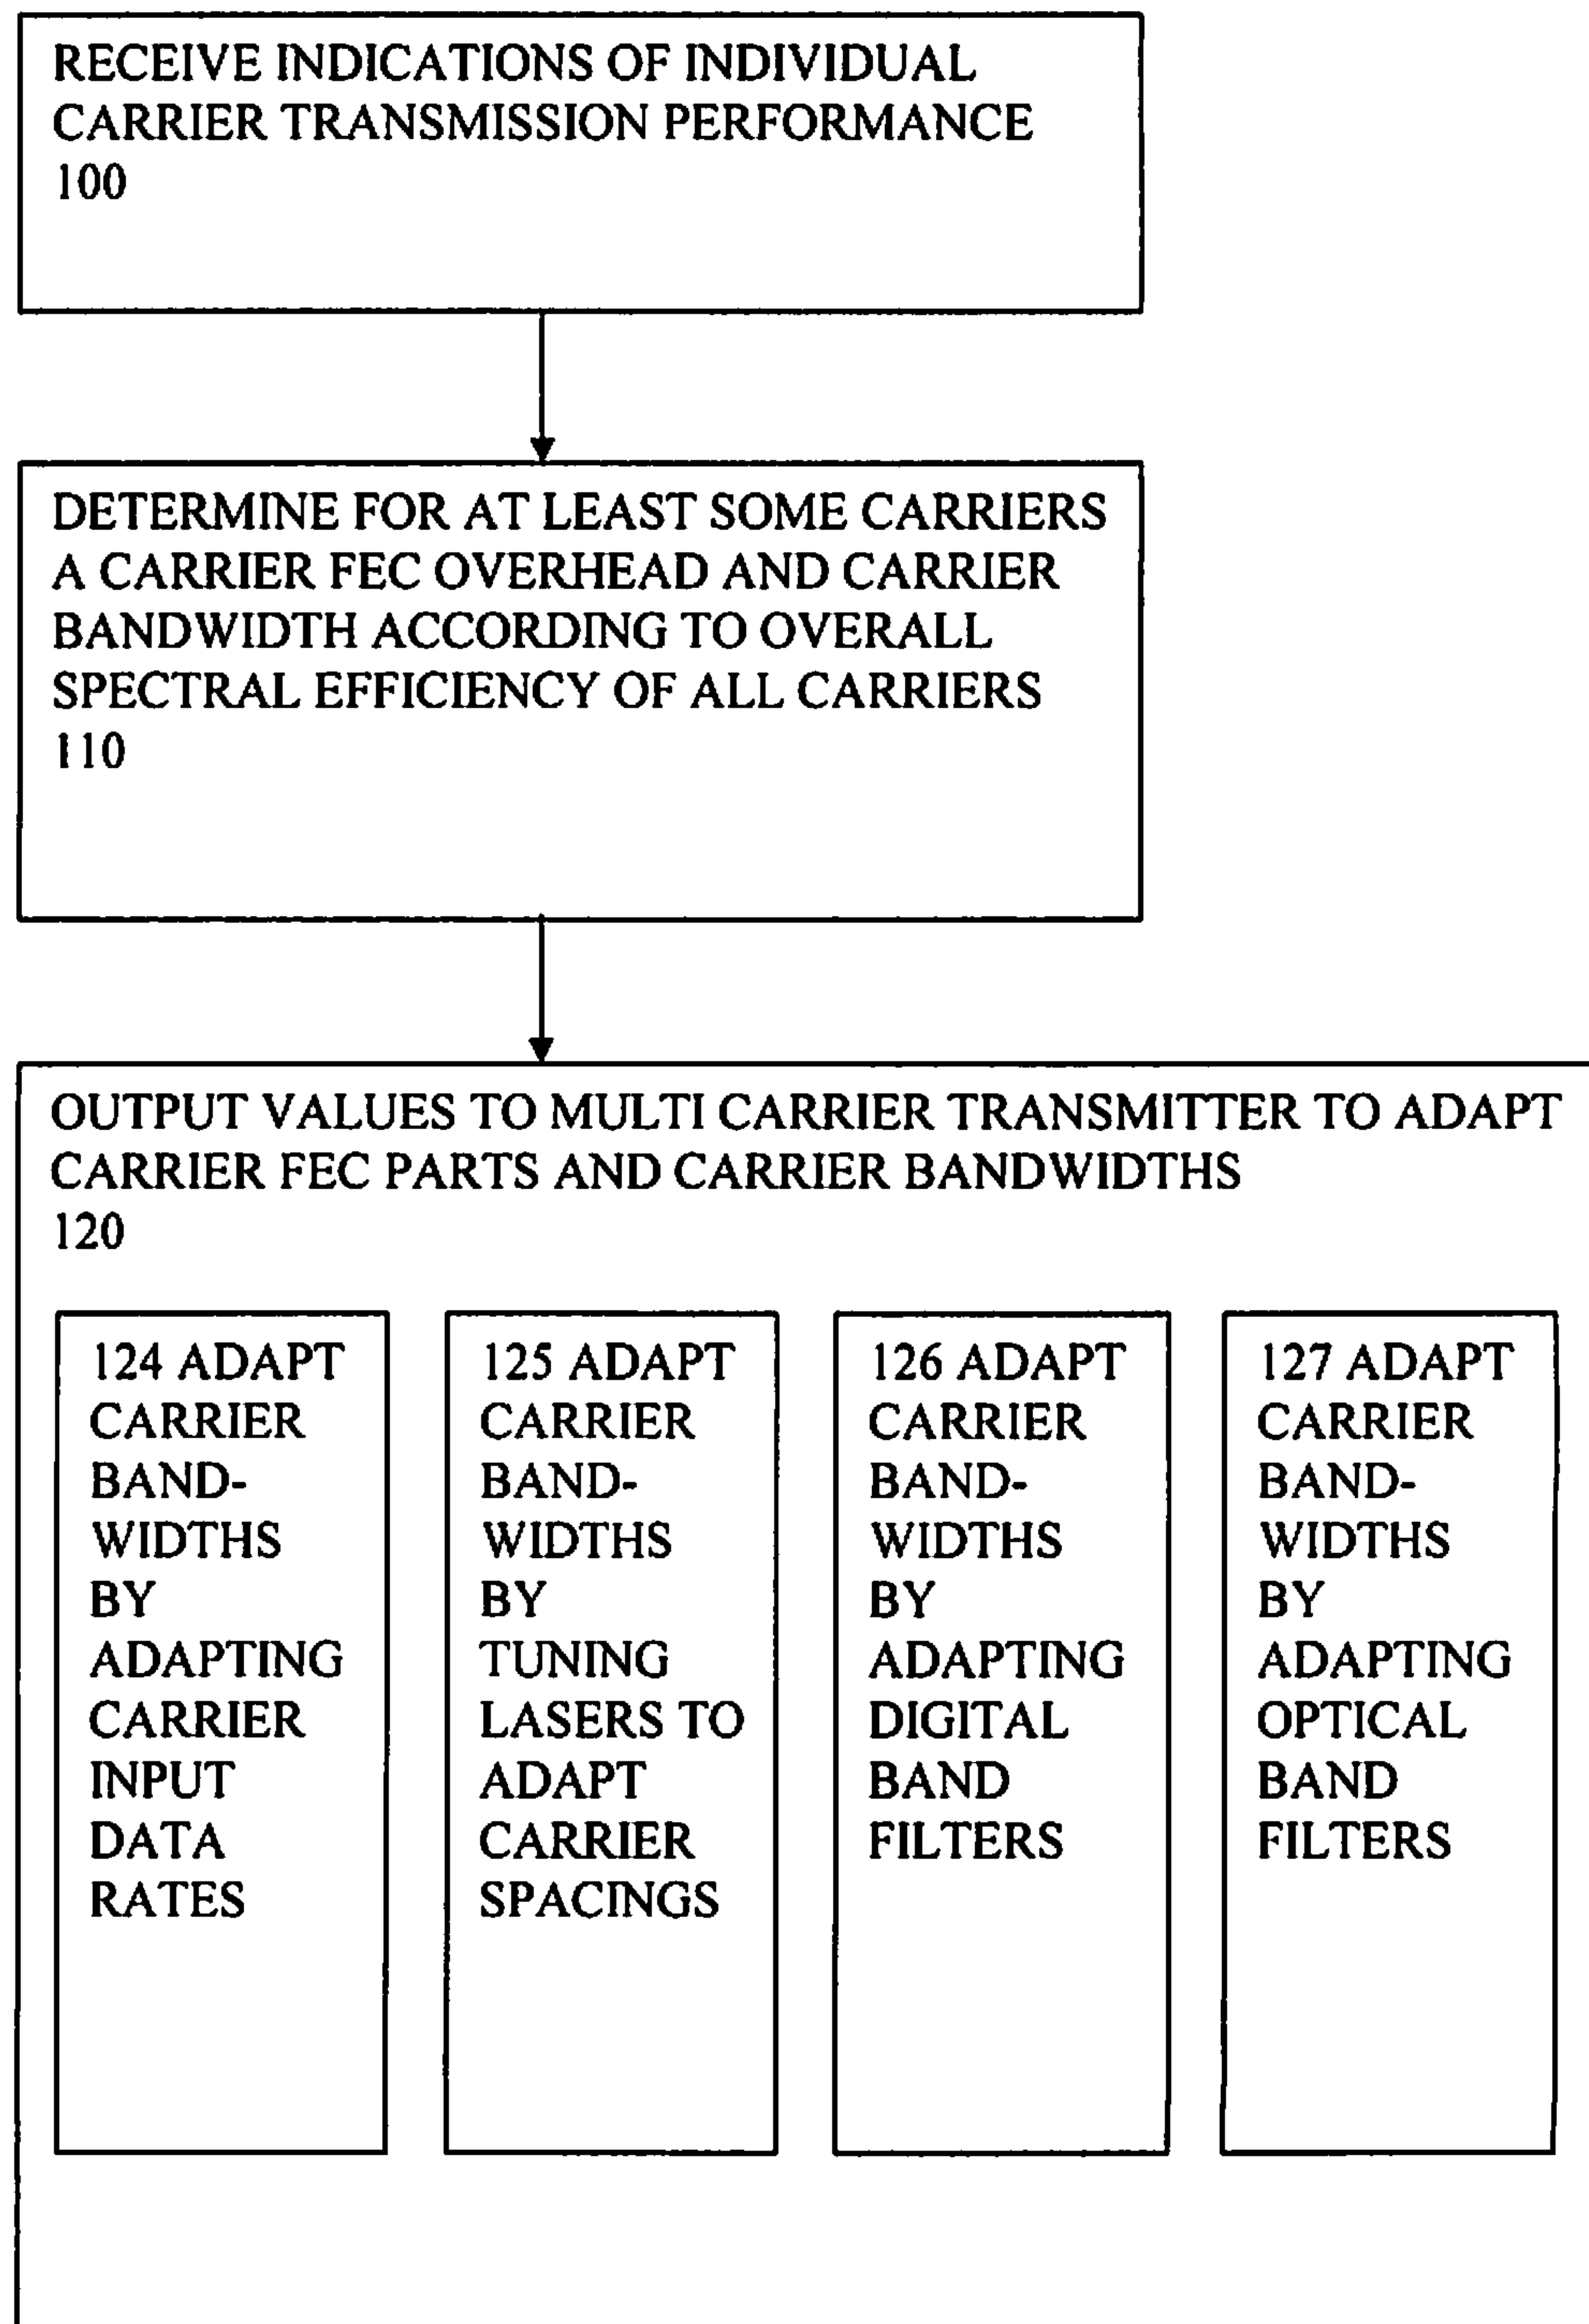 RECEIVE INDICATIONS OF INDIVIDUAL
CARRIER TRANSMISSION PERFORMANCE
100
DETERMINE FOR AT LEAST SOME CARRIERS
A CARRIER FEC OVERHEAD AND CARRIER
BANDWIDTH ACCORDING TO OVERALL
SPECTRAL EFFICIENCY OF ALL CARRIERS
110
OUTPUT VALUES TO MULTI CARRIER TRANSMITTER TO ADAPT
CARRIER FEC PARTS AND CARRIER BANDWIDTHS
120
124 ADAPT
CARRIER
BAND-
WIDTHS
BY
ADAPTING
CARRIER
INPUT
DATA
RATES
125 ADAPT
CARRIER
BAND-
WIDTHS
BY
TUNING
LASERS TO
ADAPT
CARRIER
SPACINGS
126 ADAPT
CARRIER
BAND-
WIDTHS
BY
ADAPTING
DIGITAL
BAND
FILTERS
127 ADAPT
CARRIER
BAND-
WIDTHS
BY
ADAPTING
OPTICAL
BAND
FILTERS